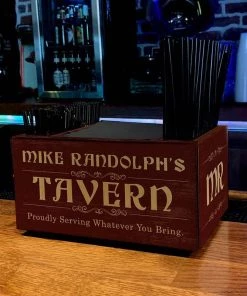 MIKE RANDOLPH'S
TAVERN
Proudly Serving Whatever You Bring.
MR